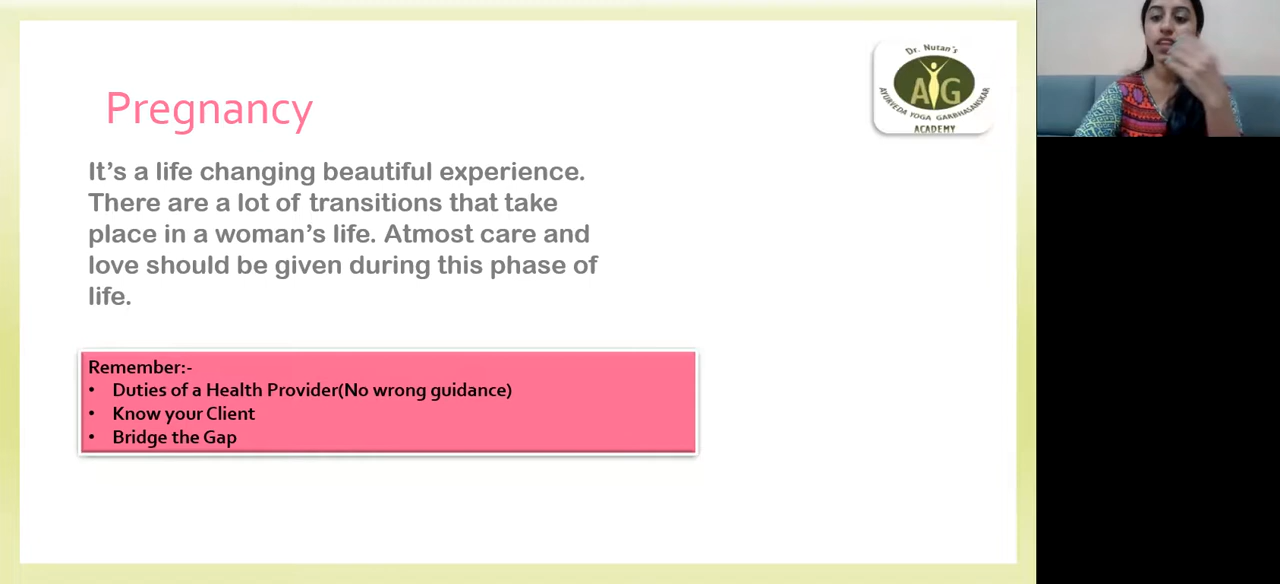 Pregnancy
It's a life changing beautiful experience.
There are a lot of transitions that take
place in a woman's life. Atmost care and
love should be given during this phase of
life.
Remember:-
• Duties of a Health Provider(No wrong guidance)
• Know your Client
• Bridge the Gap
Dr. Nutan's
AG
AYURVEDA YOGA GARBHASANSKAR
ACADEMY